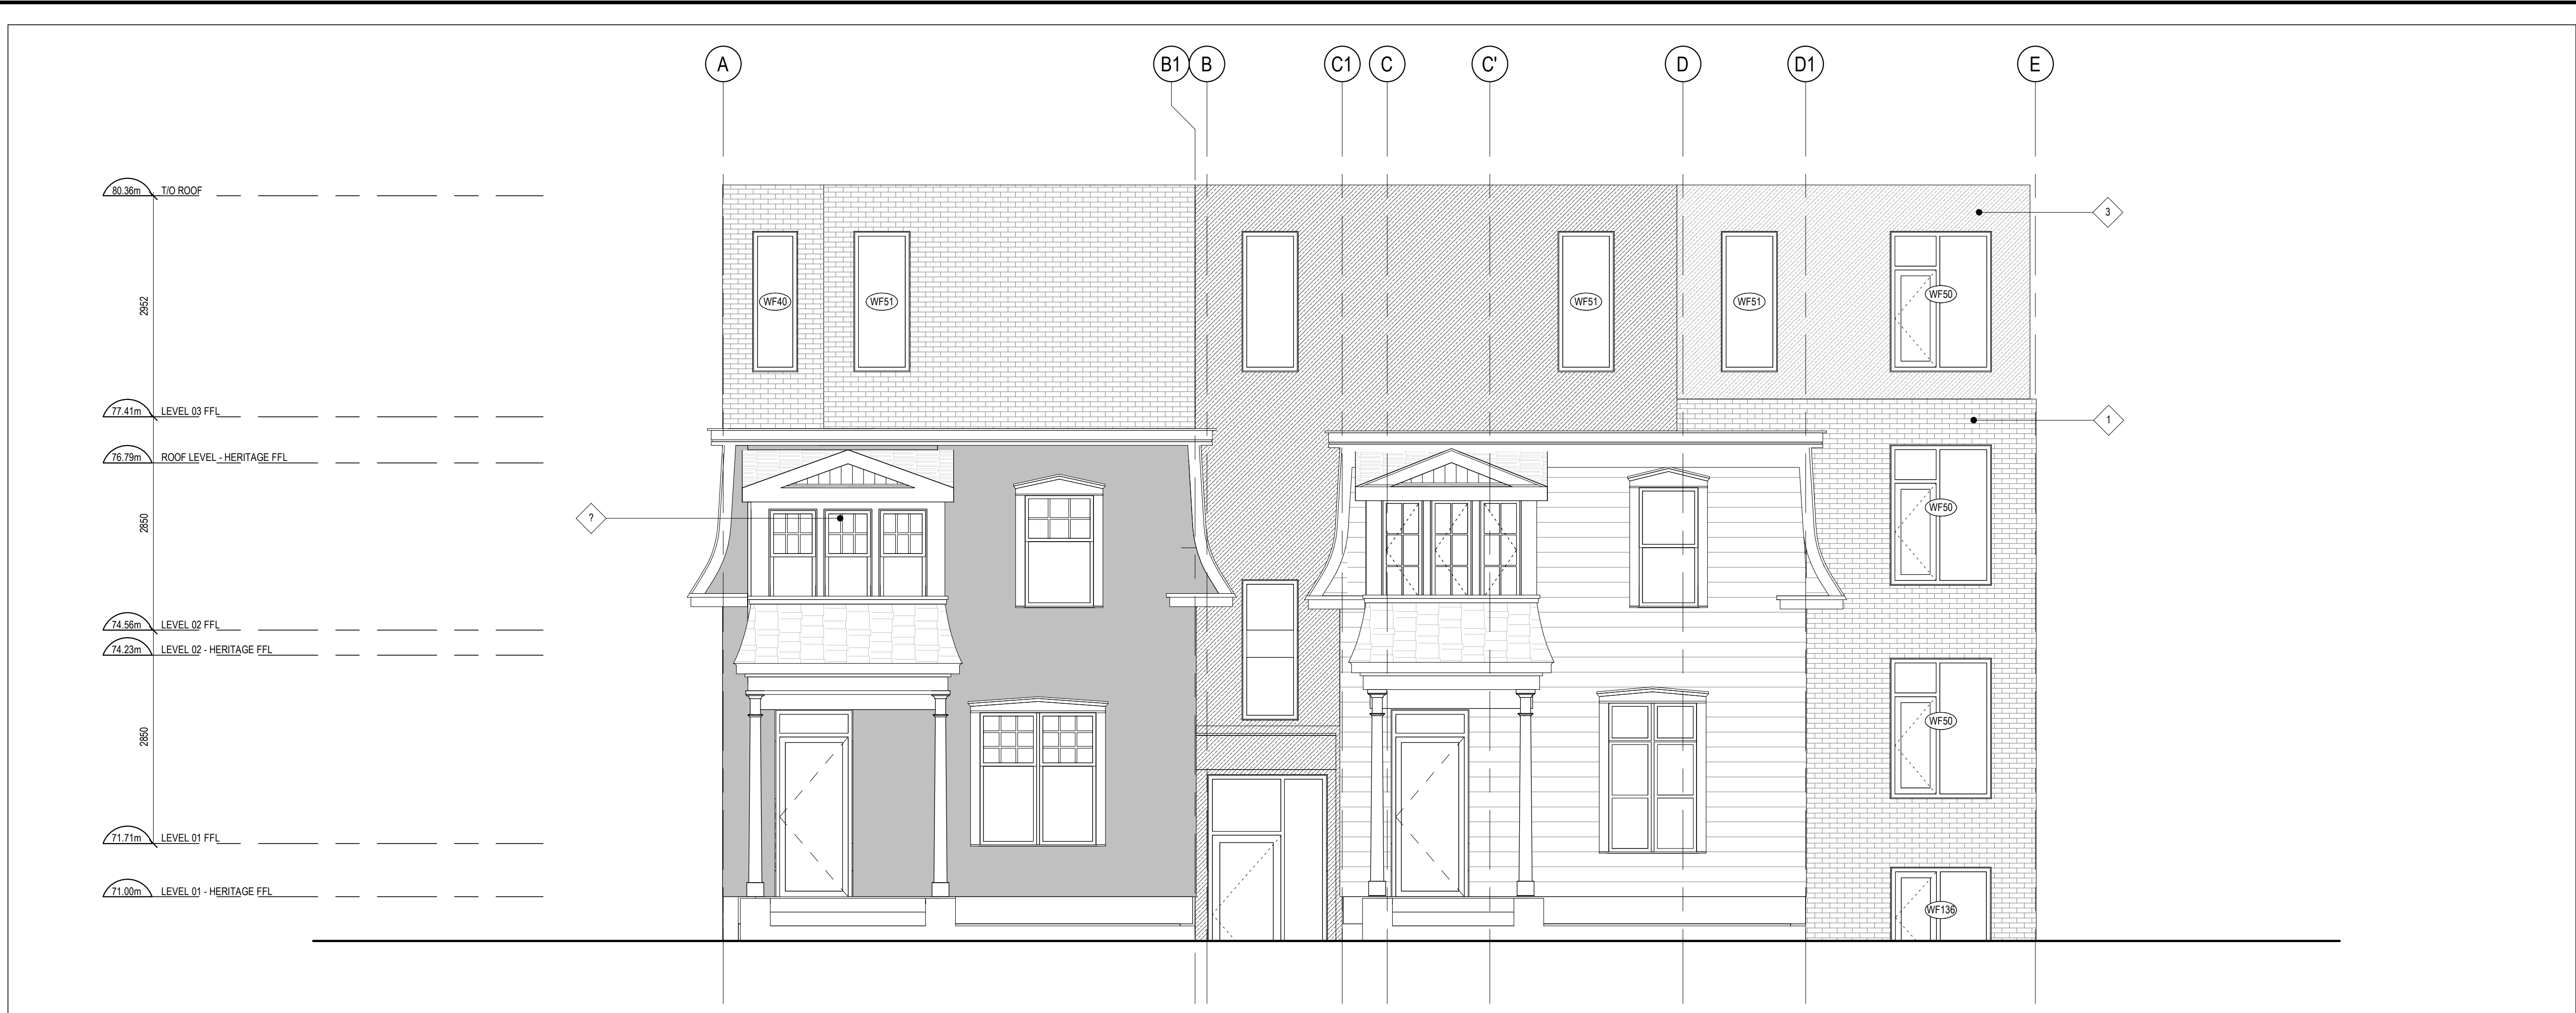 A B1 B C1 C C' D D1 E
80.36m T/O ROOF
3
2952
WF40 WF51 WF51 WF51 WF50
77.41m LEVEL 03 FFL
1
76.79m ROOF LEVEL - HERITAGE FFL
WF50
?
2850
74.56m LEVEL 02 FFL
74.23m LEVEL 02 - HERITAGE FFL
WF50
2850
71.71m LEVEL 01 FFL
71.00m LEVEL 01 - HERITAGE FFL
WF136